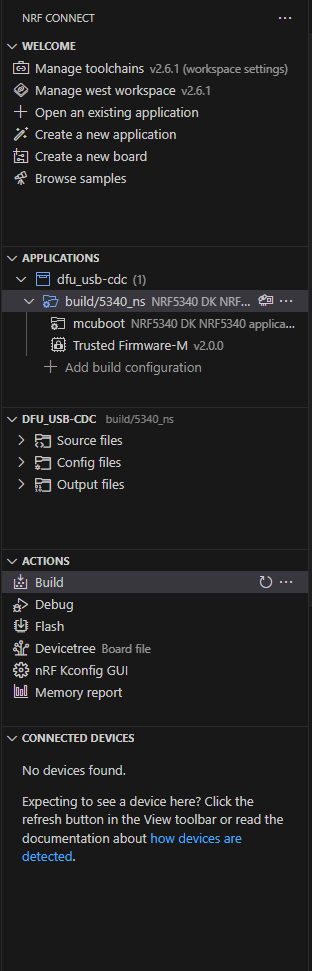 NRF CONNECT
WELCOME
Manage toolchains v2.6.1 (workspace settings)
Manage west workspace v2.6.1
Open an existing application
Create a new application
Create a new board
Browse samples
APPLICATIONS
dfu_usb-cdc (1)
build/5340_ns NRF5340 DK NRF...
mcuboot NRF5340 DK NRF5340 applica...
Trusted Firmware-M v2.0.0
Add build configuration
DFU_USB-CDC build/5340_ns
Source files
Config files
Output files
ACTIONS
Build
Debug
Flash
Devicetree Board file
nRF Kconfig GUI
Memory report
CONNECTED DEVICES
No devices found.
Expecting to see a device here? Click the
refresh button in the View toolbar or read the
documentation about how devices are
detected.